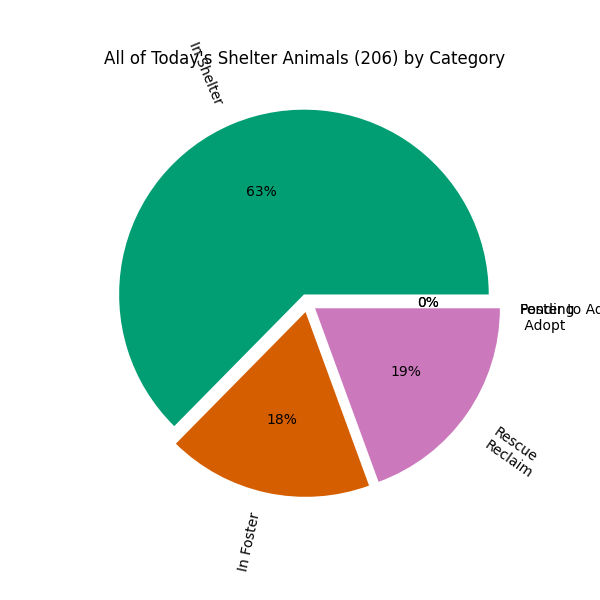 All of Today's Shelter Animals (206) by Category
In Shelter
63%
0%
Pending
Adopt
19%
18%
Rescue
Reclaim
In Foster